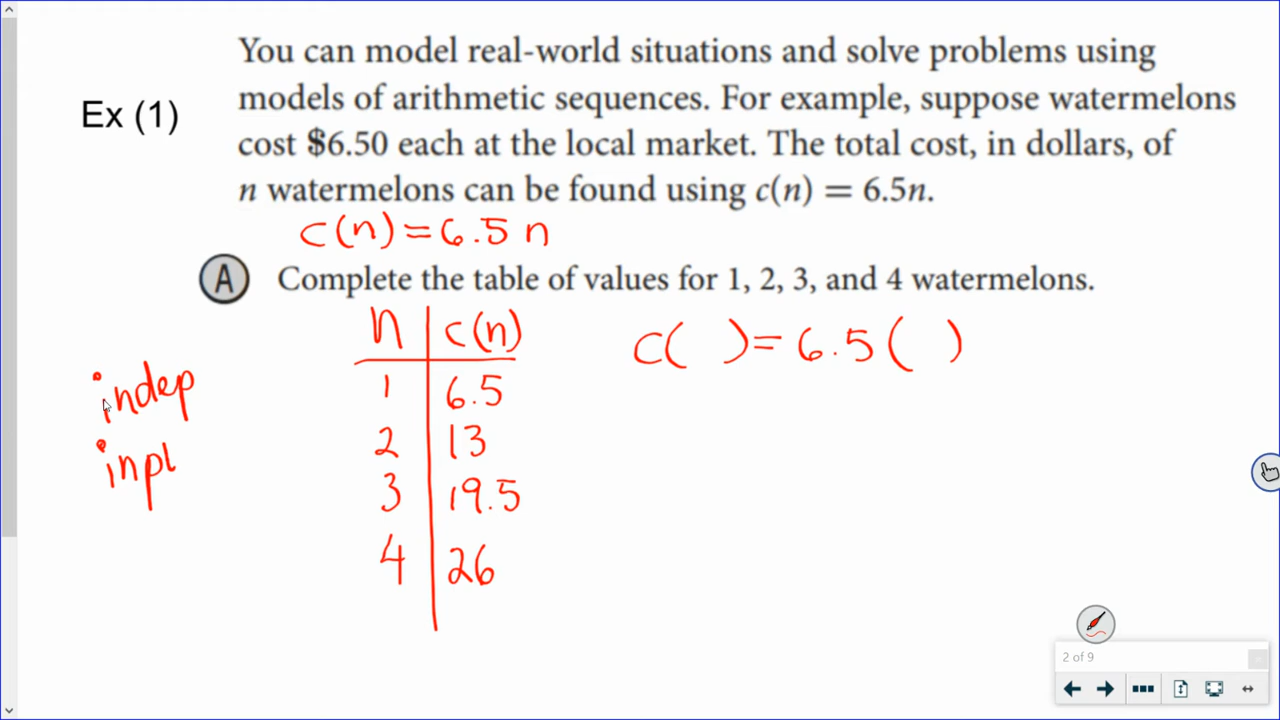 Ex (1)
You can model real-world situations and solve problems using
models of arithmetic sequences. For example, suppose watermelons
cost $6.50 each at the local market. The total cost, in dollars, of
n watermelons can be found using c(n) = 6.5n.
c(n) = 6.5 n
A Complete the table of values for 1, 2, 3, and 4 watermelons.
n c(n)
c( ) = 6.5 ( )
1 6.5
indep
2 13
inpu
3 19.5
4 26
2 of 9